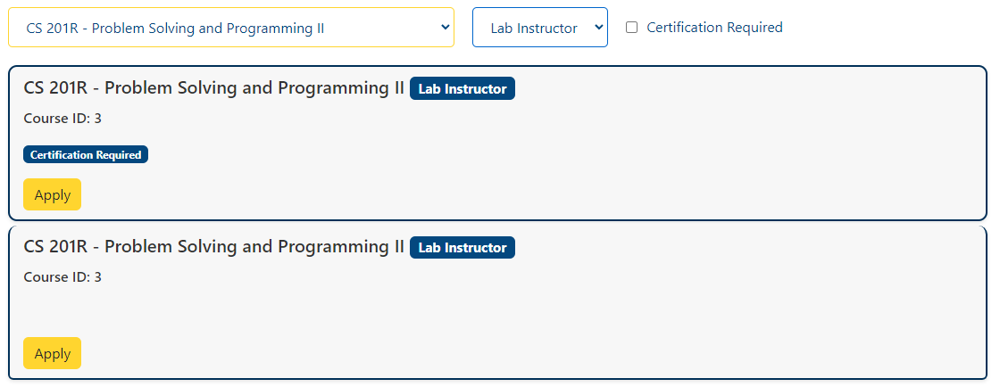 CS 201R - Problem Solving and Programming II Lab Instructor Certification Required
CS 201R - Problem Solving and Programming II Lab Instructor
Course ID: 3
Certification Required
Apply
CS 201R - Problem Solving and Programming II Lab Instructor
Course ID: 3
Apply